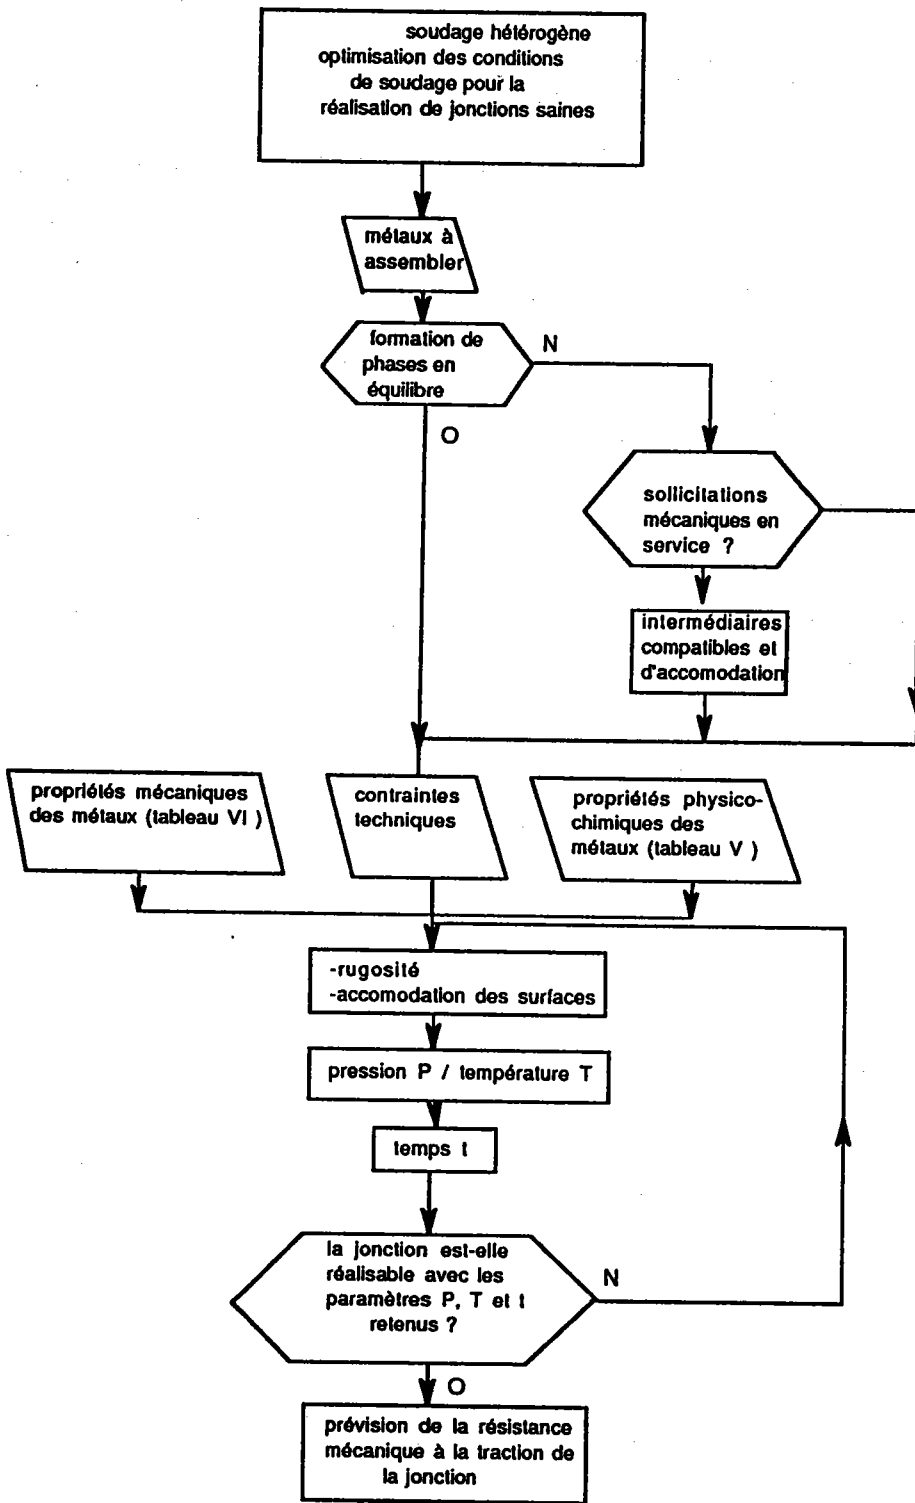 soudage hétérogène
optimisation des conditions
de soudage pour la
réalisation de jonctions saines
métaux à
assembler
formation de
phases en
équilibre
N
O
sollicitations
mécaniques en
service ?
intermédiaires
compatibles et
d'accomodation
propriétés mécaniques
des métaux (tableau VI )
contraintes
techniques
propriétés physico-
chimiques des
métaux (tableau V )
-rugosité
-accomodation des surfaces
pression P / température T
temps t
la jonction est-elle
réalisable avec les
paramètres P, T et t
retenus ?
N
O
prévision de la résistance
mécanique à la traction de
la jonction